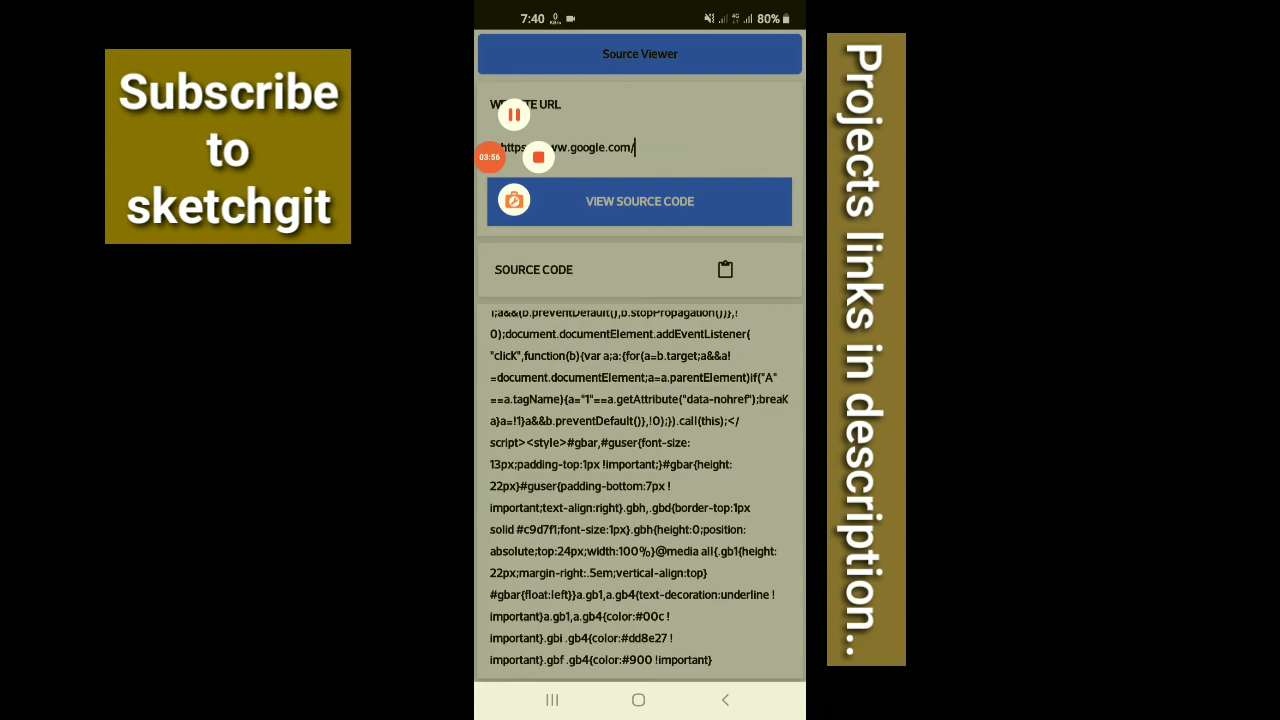 Subscribe
to
sketchgit
7:40
0
80%
Source Viewer
URL
03:56
https ww.google.com/
VIEW SOURCE CODE
SOURCE CODE
1;a&&(b.preventDefault(),b.stopPropagation())},!
0);document.documentElement.addEventListener(
"click",function(b){var a;a:{for(a=b.target;a&&a!
=document.documentElement;a=a.parentElement)if("A"
==a.tagName){a="1"==a.getAttribute("data-nohref");break
a}a=!1}a&&b.preventDefault()},!0);}).call(this);</
script><style>#gbar,#guser{font-size:
13px;padding-top:1px !important;}#gbar{height:
22px}#guser{padding-bottom:7px !
important;text-align:right}.gbh,.gbd{border-top:1px
solid #c9d7f1;font-size:1px}.gbh{height:0;position:
absolute;top:24px;width:100%}@media all{.gb1{height:
22px;margin-right:.5em;vertical-align:top}
#gbar{float:left}}a.gb1,a.gb4{text-decoration:underline !
important}a.gb1,a.gb4{color:#00c !
important}.gbi .gb4{color:#dd8e27 !
important}.gbf .gb4{color:#900 !important}
Projects links in description..